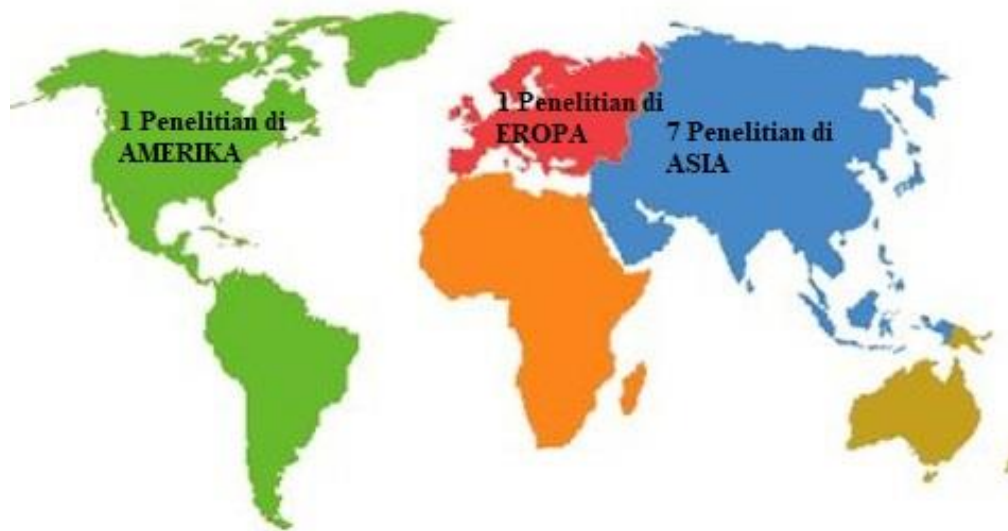 1 Penelitian di
AMERIKA
1 Penelitian di
EROPA
7 Penelitian di
ASIA